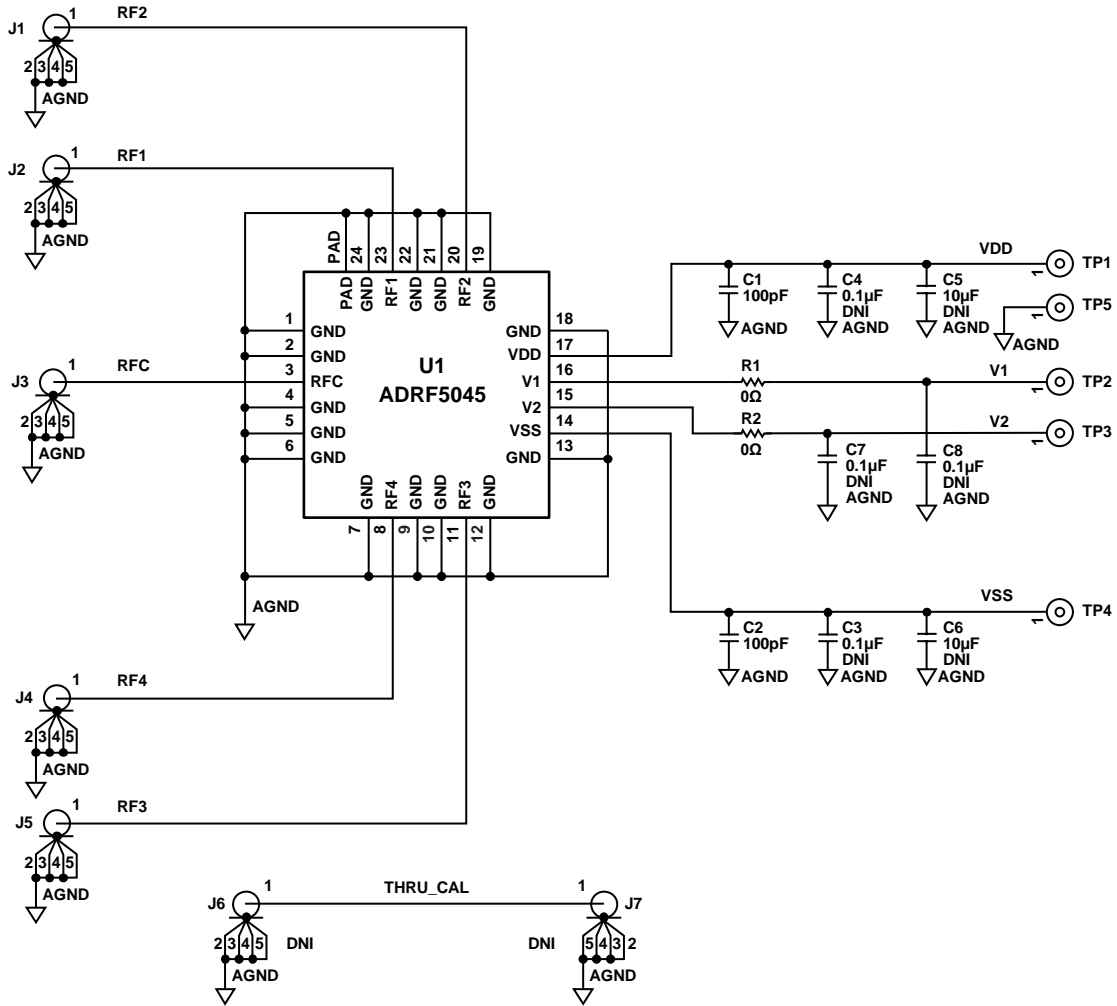 J1
1
RF2
2 3 4 5
AGND
J2
1
RF1
2 3 4 5
AGND
J3
1
RFC
2 3 4 5
AGND
PAD
24
23
22
21
20
19
PAD
GND
RF1
GND
GND
RF2
GND
1 GND
2 GND
3 RFC
4 GND
5 GND
6 GND
U1
ADRF5045
GND 18
VDD 17
V1 16
V2 15
VSS 14
GND 13
GND
RF4
GND
GND
RF3
GND
7
8
9
10
11
12
AGND
VDD
1
TP1
C1
100pF
AGND
C4
0.1µF
DNI
AGND
C5
10µF
DNI
AGND
1
TP5
AGND
R1
0Ω
V1
1
TP2
R2
0Ω
V2
1
TP3
C7
0.1µF
DNI
AGND
C8
0.1µF
DNI
AGND
VSS
1
TP4
C2
100pF
AGND
C3
0.1µF
DNI
AGND
C6
10µF
DNI
AGND
J4
1
RF4
2 3 4 5
AGND
J5
1
RF3
2 3 4 5
AGND
J6
1
THRU_CAL
1
J7
2 3 4 5
DNI
DNI
5 4 3 2
AGND
AGND